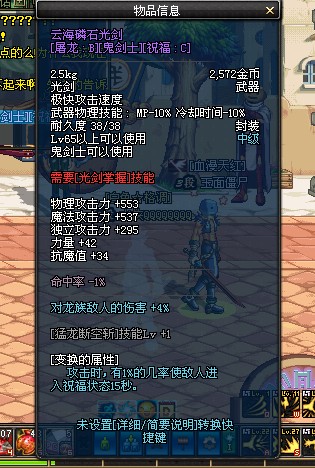 物品信息
云海磷石光剑
[屠龙：B][鬼剑士][祝福：C]
2.5kg 2,572金币
光剑 武器
极快攻击速度
武器物理技能：MP-10% 冷却时间-10%
耐久度 38/38 封装
Lv65以上可以使用 中级
鬼剑士可以使用
需要[光剑掌握]技能
物理攻击力 +553
魔法攻击力 +537
独立攻击力 +295
力量 +42
抗魔值 +34
命中率 -1%
对龙族敌人的伤害 +4%
[猛龙断空斩]技能Lv +1
[变换的属性]
攻击时，有1%的几率使敌人进
入祝福状态15秒。
未设置[详细/简要说明]转换快
捷键